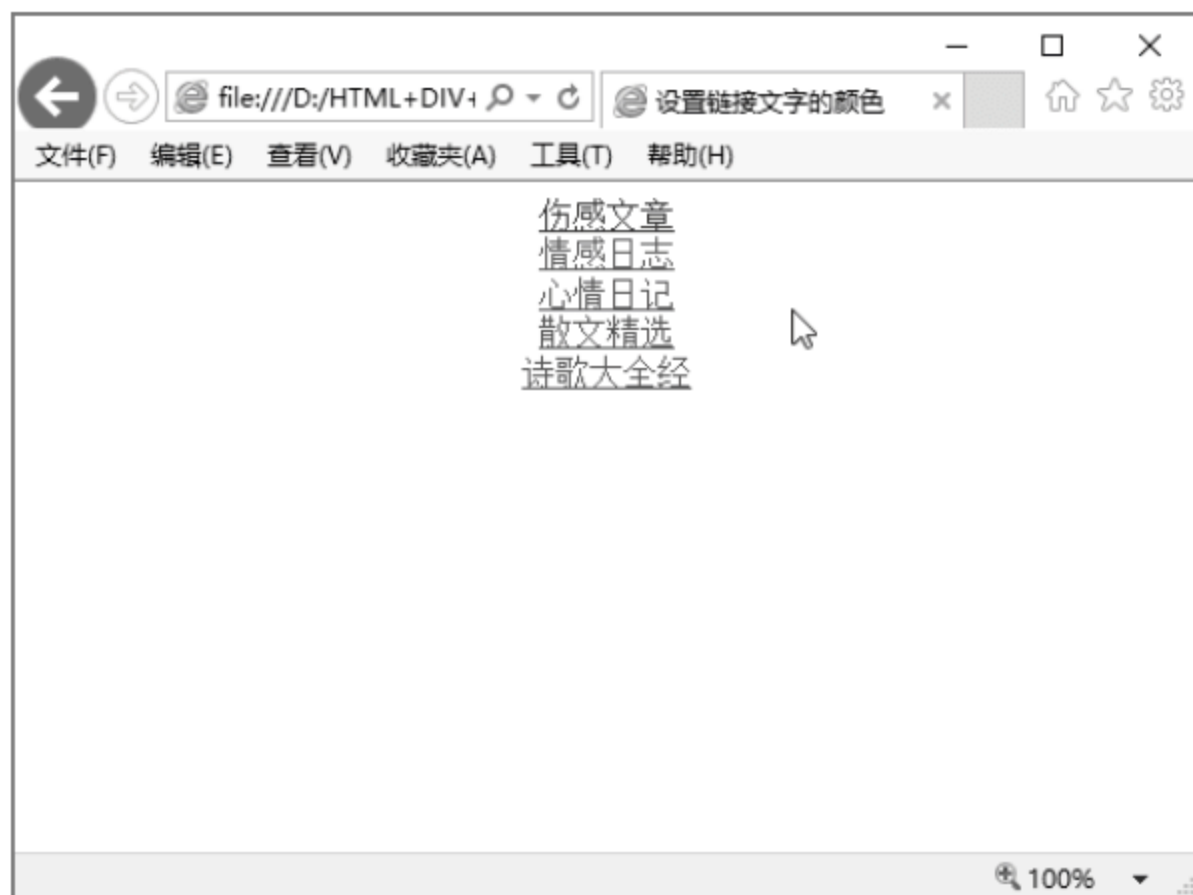 file:///D:/HTML+DIV+
设置链接文字的颜色
文件(F) 编辑(E) 查看(V) 收藏夹(A) 工具(T) 帮助(H)
伤感文章
情感日志
心情日记
散文精选
诗歌大全经
100%